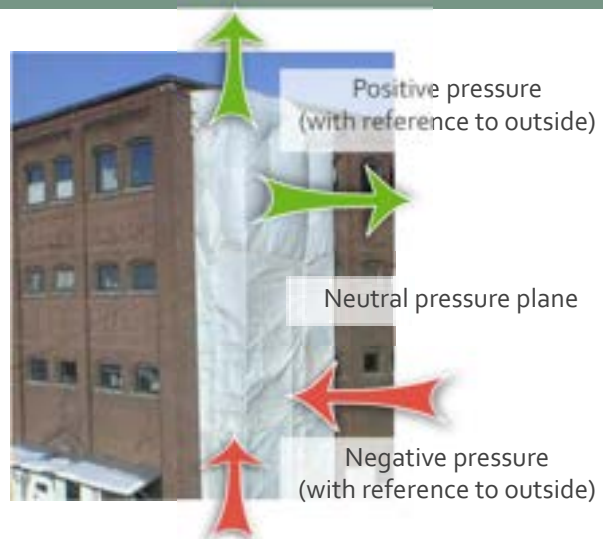 Positive pressure
(with reference to outside)
Neutral pressure plane
Negative pressure
(with reference to outside)